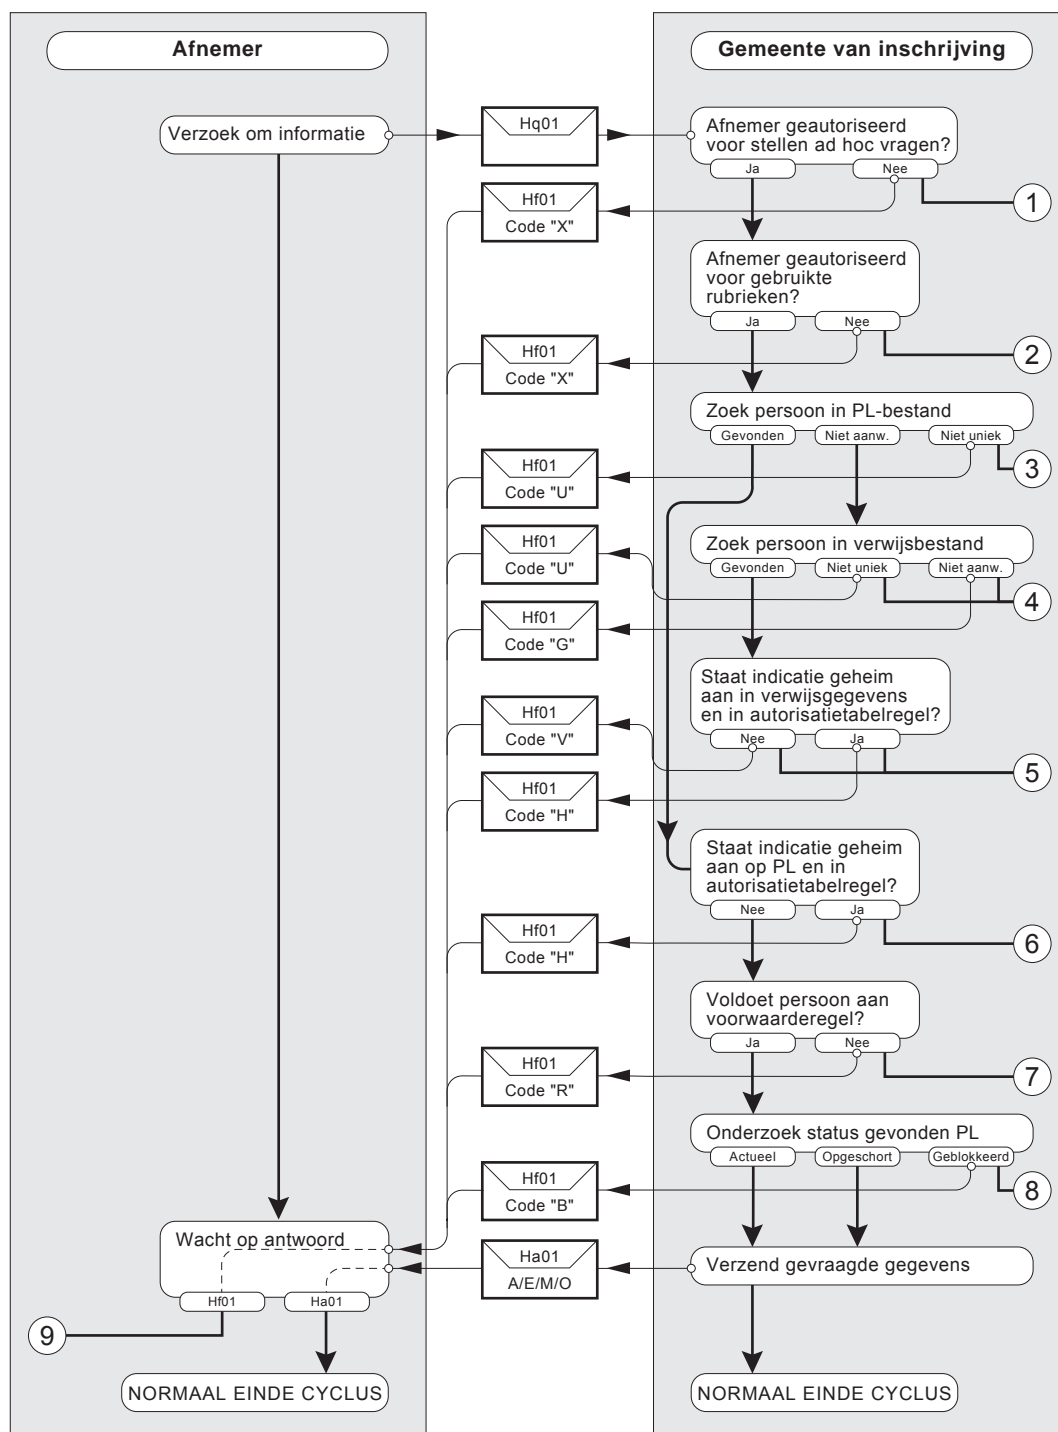 Afnemer
Gemeente van inschrijving
Verzoek om informatie
Hq01
Afnemer geautoriseerd
voor stellen ad hoc vragen?
Ja
Nee
1
Hf01
Code "X"
Afnemer geautoriseerd
voor gebruikte
rubrieken?
Ja
Nee
2
Hf01
Code "X"
Zoek persoon in PL-bestand
Gevonden
Niet aanw.
Niet uniek
3
Hf01
Code "U"
Zoek persoon in verwijsbestand
Gevonden
Niet uniek
Niet aanw.
4
Hf01
Code "U"
Hf01
Code "G"
Staat indicatie geheim
aan in verwijsgegevens
en in autorisatietabelregel?
Nee
Ja
5
Hf01
Code "V"
Hf01
Code "H"
Staat indicatie geheim
aan op PL en in
autorisatietabelregel?
Nee
Ja
6
Hf01
Code "H"
Voldoet persoon aan
voorwaarderegel?
Ja
Nee
7
Hf01
Code "R"
Onderzoek status gevonden PL
Actueel
Opgeschort
Geblokkeerd
8
Hf01
Code "B"
Wacht op antwoord
Hf01
Ha01
9
Ha01
A/E/M/O
Verzend gevraagde gegevens
NORMAAL EINDE CYCLUS
NORMAAL EINDE CYCLUS